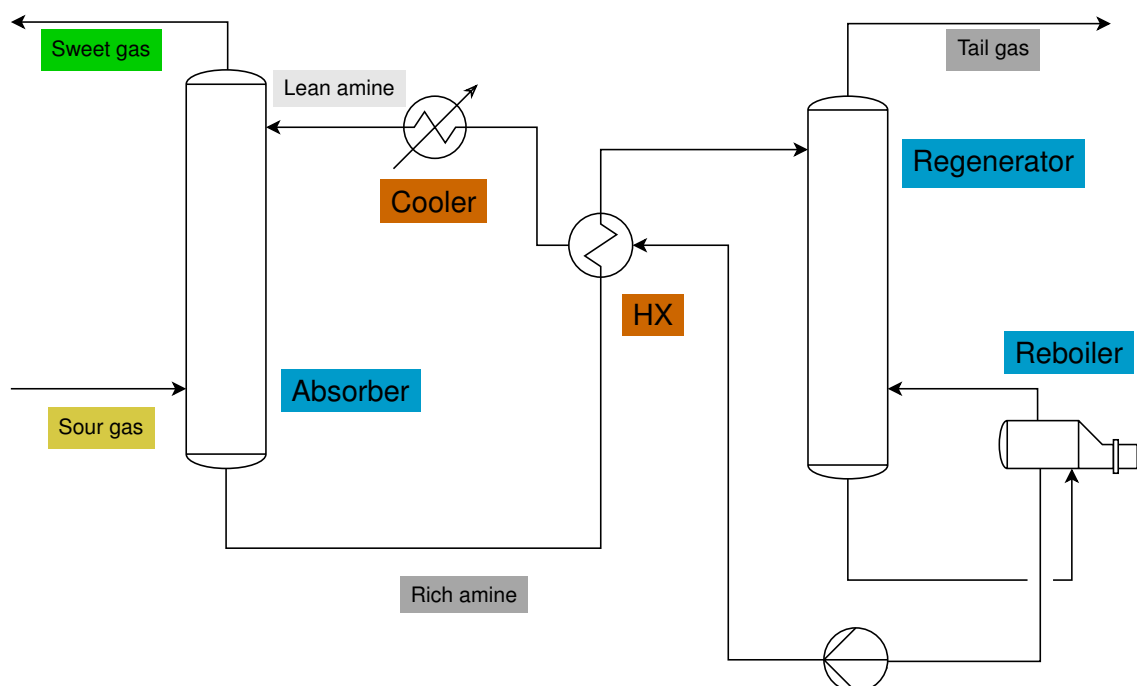 Sweet gas
Tail gas
Lean amine
Regenerator
Cooler
HX
Reboiler
Absorber
Sour gas
Rich amine